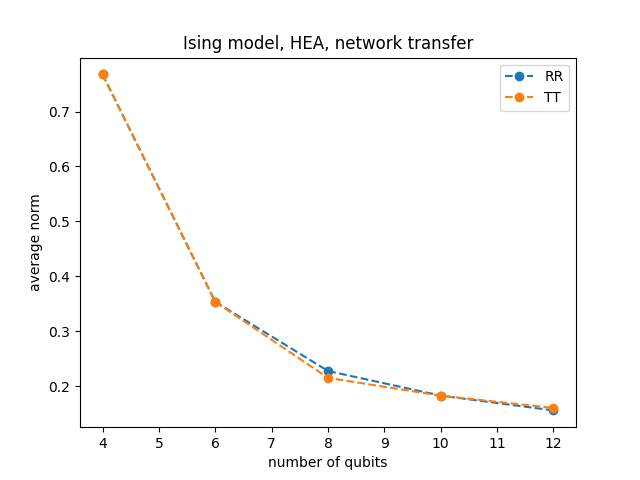 Ising model, HEA, network transfer
RR
TT
average norm
0.7
0.6
0.5
0.4
0.3
0.2
4 5 6 7 8 9 10 11 12
number of qubits